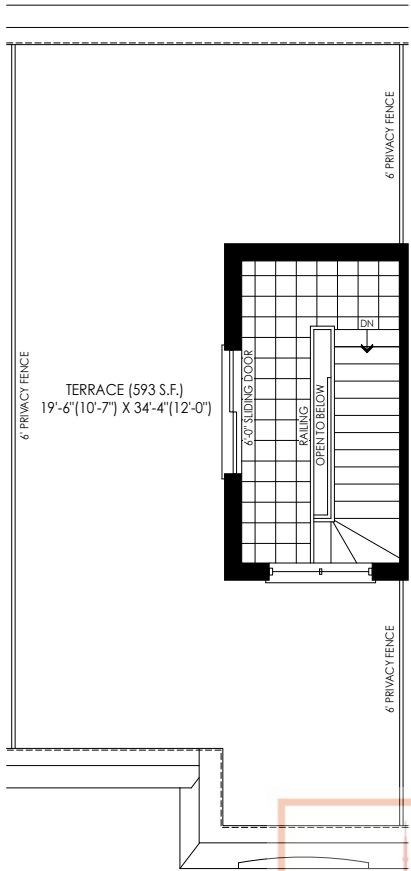 6' PRIVACY FENCE
6' PRIVACY FENCE
TERRACE (593 S.F.)
19'-6"(10'-7") X 34'-4"(12'-0")
6'-0" SLIDING DOOR
RAILING
OPEN TO BELOW
DN
6' PRIVACY FENCE